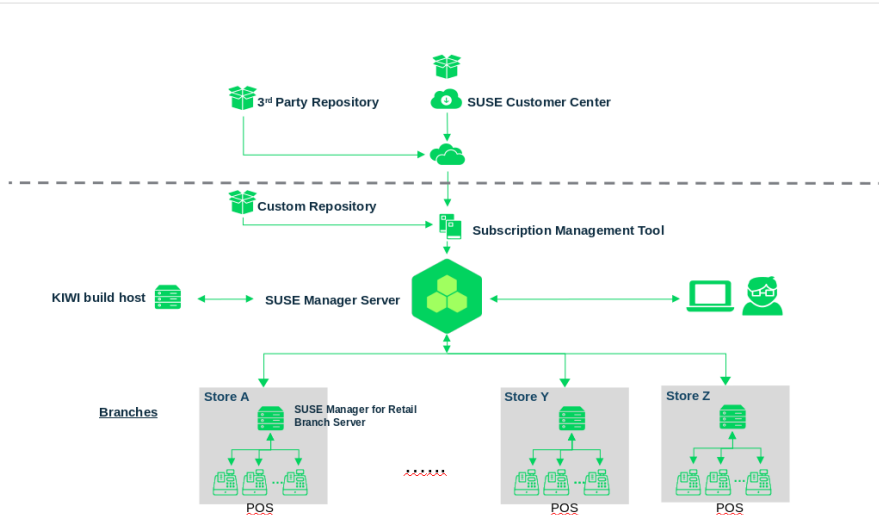 3rd Party Repository
SUSE Customer Center
Custom Repository
Subscription Management Tool
KIWI build host
SUSE Manager Server
Branches
Store A
SUSE Manager for Retail
Branch Server
...
POS
......
Store Y
...
POS
Store Z
...
POS